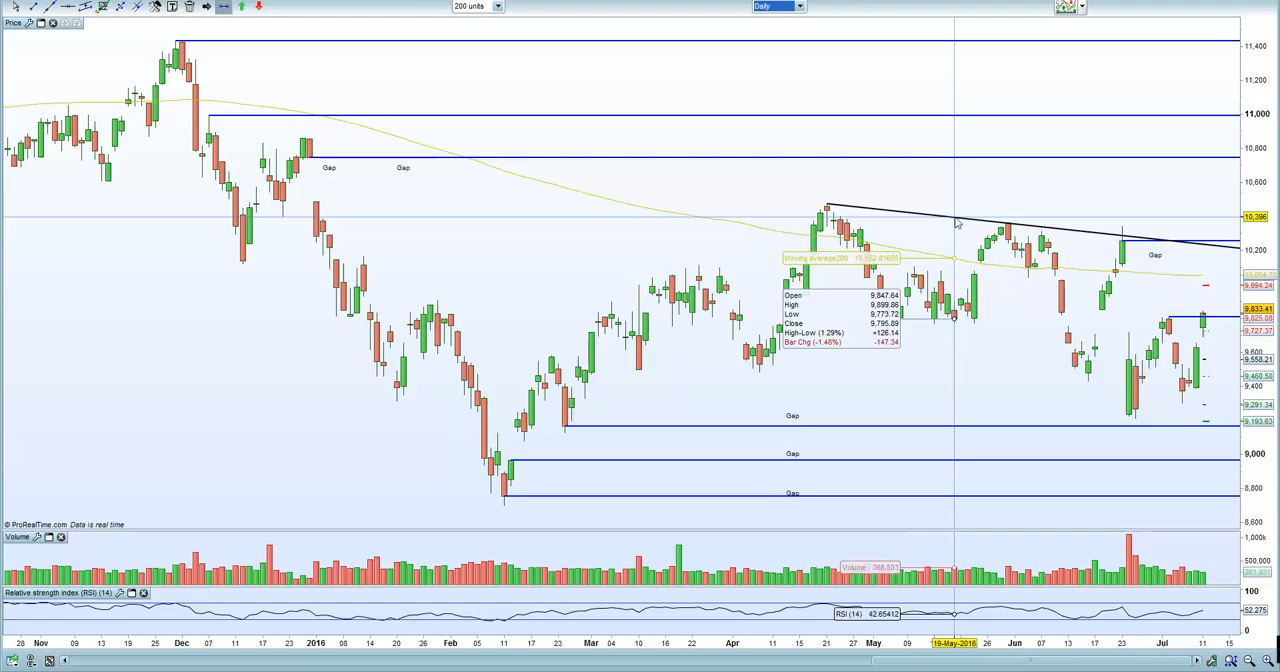 200 units
Daily
Price
11,400
11,200
11,000
10,800
10,600
10,396
10,200
9,994.24
9,833.41
9,825.08
9,727.37
9,600
9,558.21
9,460.50
9,400
9,291.34
9,193.63
9,000
8,800
8,600
Gap
Gap
Gap
Gap
Gap
Gap
Moving average200
Open 9,847.64
High 9,899.86
Low 9,773.72
Close 9,795.89
High-Low (1.29%) +126.14
Bar Chg (-1.48%) -147.34
© ProRealTime.com Data is real time
Volume
1,000k
500,000
Volume : 368,503
Relative strength index (RSI) (14)
100
52.275
0
RSI (14) 42.65412
28 Nov 05 13 19 25 Dec 05 11 17 23 2016 08 14 20 26 Feb 05 11 17 23 Mar 04 10 16 22 Apr 09 15 21 27 May 09 19-May-2016 26 Jun 07 13 17 23 Jul 11 15